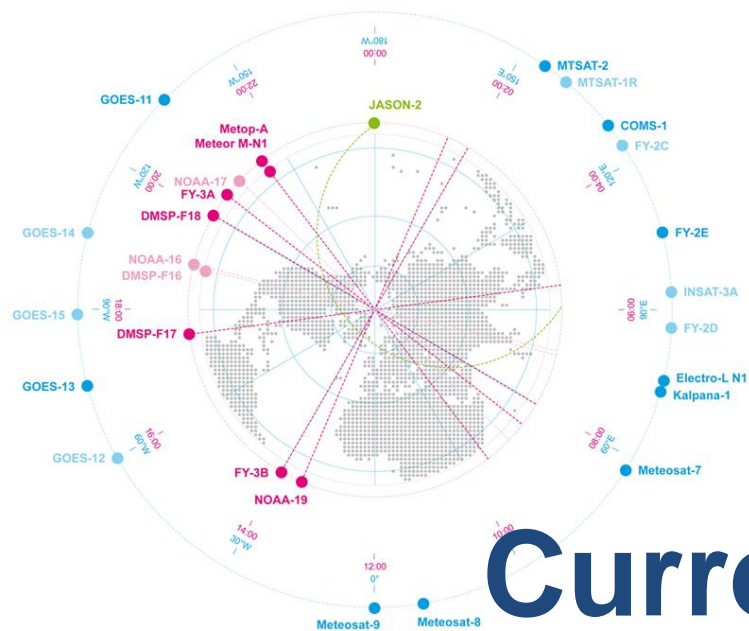 180°W
00:00
150°W
22:00
150°E
02:00
MTSAT-2
MTSAT-1R
GOES-11
JASON-2
Metop-A
Meteor M-N1
COMS-1
FY-2C
120°W
20:00
120°E
04:00
NOAA-17
FY-3A
DMSP-F18
GOES-14
FY-2E
NOAA-16
DMSP-F16
INSAT-3A
GOES-15
90°W
18:00
06:00
90°E
FY-2D
DMSP-F17
GOES-13
Electro-L N1
Kalpana-1
16:00
60°W
08:00
60°E
GOES-12
Meteosat-7
FY-3B
NOAA-19
14:00
30°W
10:00
12:00
0°
Curre
Meteosat-9
Meteosat-8